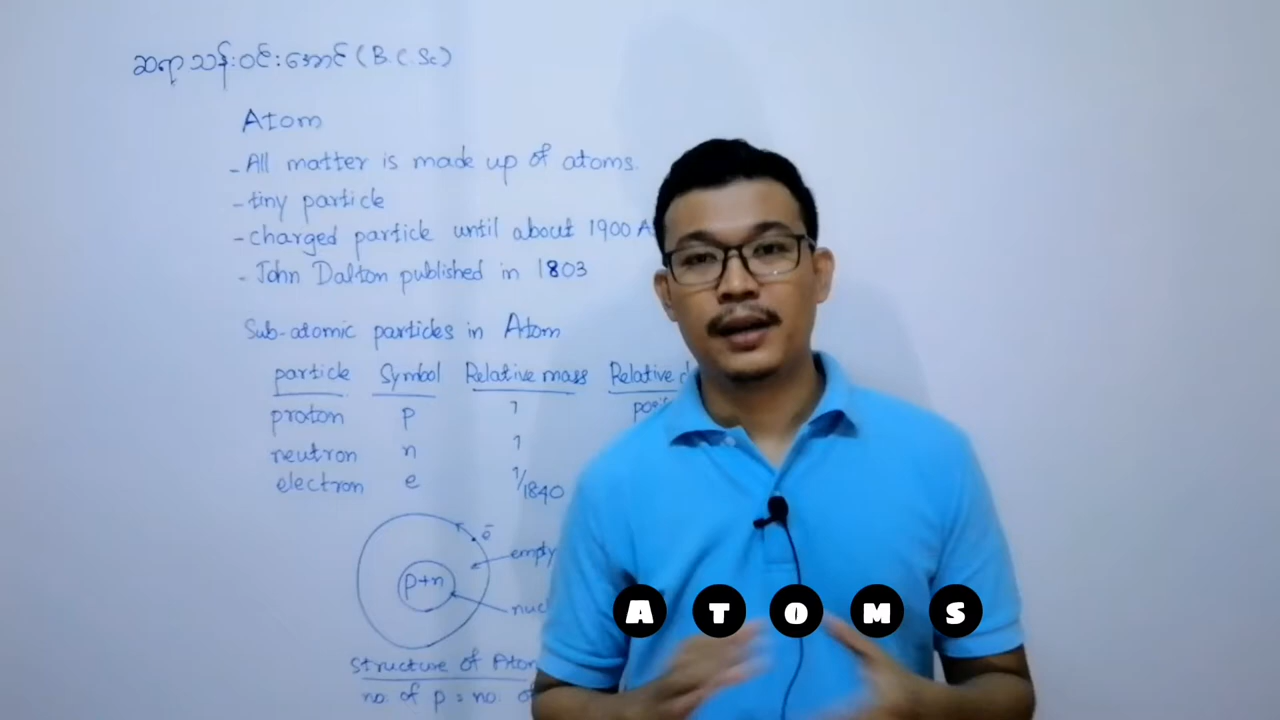 ဆရာသန်းဝင်းအောင် (B.C.Sc)
Atom
- All matter is made up of atoms.
- tiny particle
- charged particle until about 1900 A
- John Dalton published in 1803
Sub-atomic particles in Atom
particle Symbol Relative mass Relative
proton p 1
neutron n 1
electron e 1/1840
e⁻
empty
p+n
structure of Atom
no. of p = no. of
A T O M S